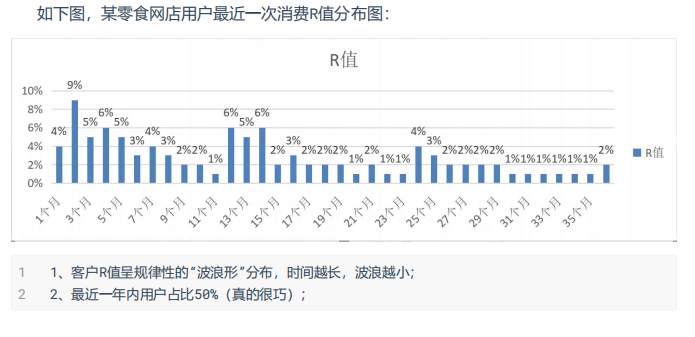 如下图，某零食网店用户最近一次消费R值分布图：
R值
10%
8%
6%
4%
2%
0%
4% 9% 5% 6% 5% 3% 4% 3% 2% 2% 1% 6% 5% 6% 2% 3% 2% 2% 2% 1% 2% 1% 1% 4% 3% 2% 2% 2% 2% 1% 1% 1% 1% 1% 1% 2%
R值
1个月 3个月 5个月 7个月 9个月 11个月 13个月 15个月 17个月 19个月 21个月 23个月 25个月 27个月 29个月 31个月 33个月 35个月
1 1、客户R值呈规律性的“波浪形”分布，时间越长，波浪越小；
2 2、最近一年内用户占比50%（真的很巧）；